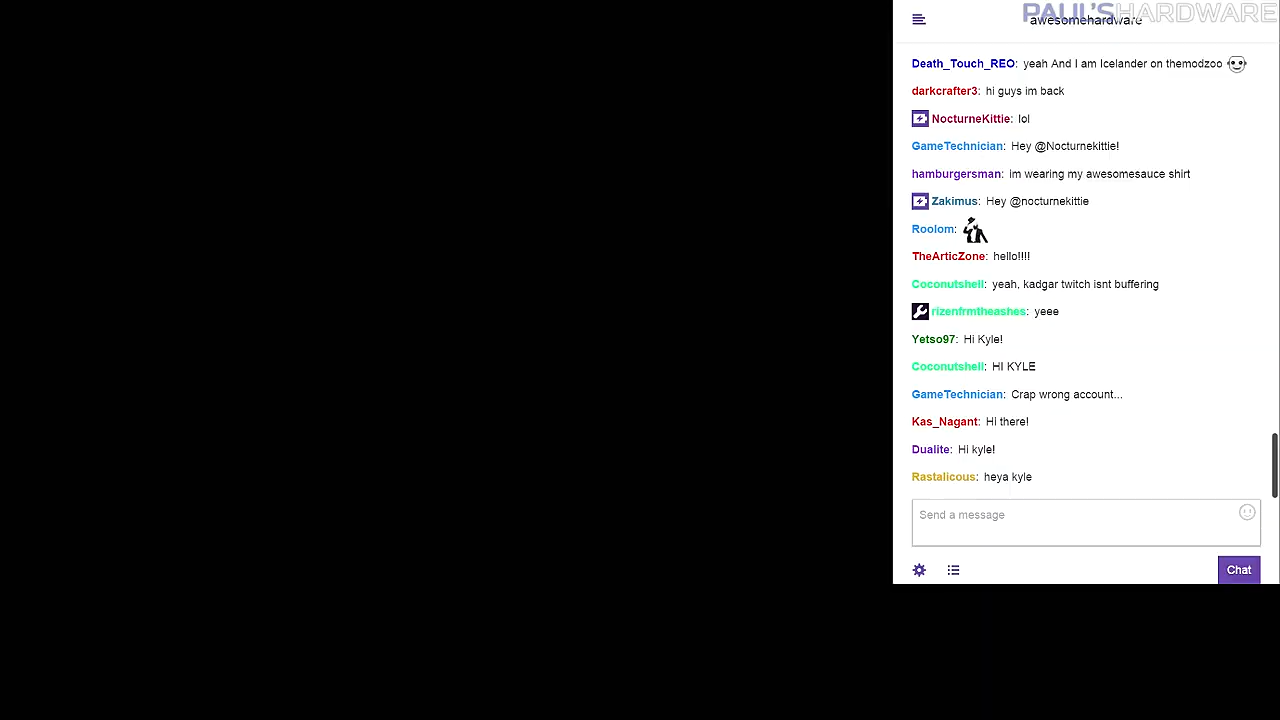 PAUL'SHARDWARE
awesomehardware
Death_Touch_REO: yeah And I am Icelander on themodzoo
darkcrafter3: hi guys im back
NocturneKittie: lol
GameTechnician: Hey @Nocturnekittie!
hamburgersman: im wearing my awesomesauce shirt
Zakimus: Hey @nocturnekittie
Roolom:
TheArticZone: hello!!!!
Coconutshell: yeah, kadgar twitch isnt buffering
rizenfrmtheashes: yeee
Yetso97: Hi Kyle!
Coconutshell: HI KYLE
GameTechnician: Crap wrong account...
Kas_Nagant: Hi there!
Dualite: Hi kyle!
Rastalicous: heya kyle
Send a message
Chat